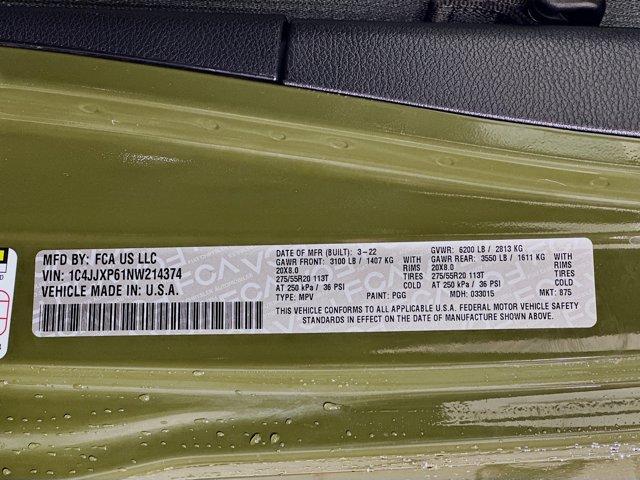 MFD BY: FCA US LLC
VIN: 1C4JJXP61NW214374
VEHICLE MADE IN U.S.A.
DATE OF MFR (BUILT): 3-22 GVWR: 6200 LB / 2813 KG
GAWR FRONT: 3100 LB / 1407 KG GAWR REAR: 3550 LB / 1611 KG
20X8.0 RIMS 20X8.0 RIMS
275/55R20 113T TIRES 275/55R20 113T TIRES
AT 250 kPa / 36 PSI COLD AT 250 kPa / 36 PSI COLD
TYPE: MPV PAINT: PGG MDH: 033015 MKT: 875
THIS VEHICLE CONFORMS TO ALL APPLICABLE U.S.A. FEDERAL MOTOR VEHICLE SAFETY
STANDARDS IN EFFECT ON THE DATE OF MANUFACTURE SHOWN ABOVE.